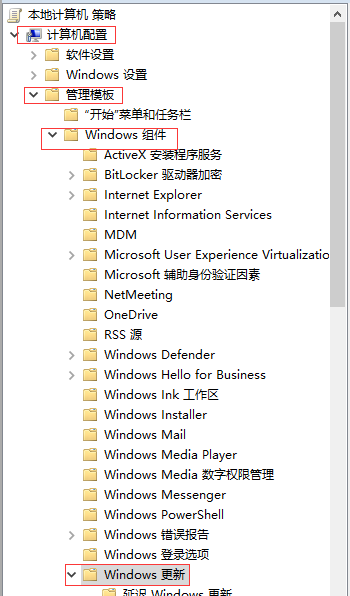 本地计算机 策略
计算机配置
软件设置
Windows 设置
管理模板
"开始"菜单和任务栏
Windows 组件
ActiveX 安装程序服务
BitLocker 驱动器加密
Internet Explorer
Internet Information Services
MDM
Microsoft User Experience Virtualizatio
Microsoft 辅助身份验证因素
NetMeeting
OneDrive
RSS 源
Windows Defender
Windows Hello for Business
Windows Ink 工作区
Windows Installer
Windows Mail
Windows Media Player
Windows Media 数字权限管理
Windows Messenger
Windows PowerShell
Windows 错误报告
Windows 登录选项
Windows 更新
延迟 Windows 更新